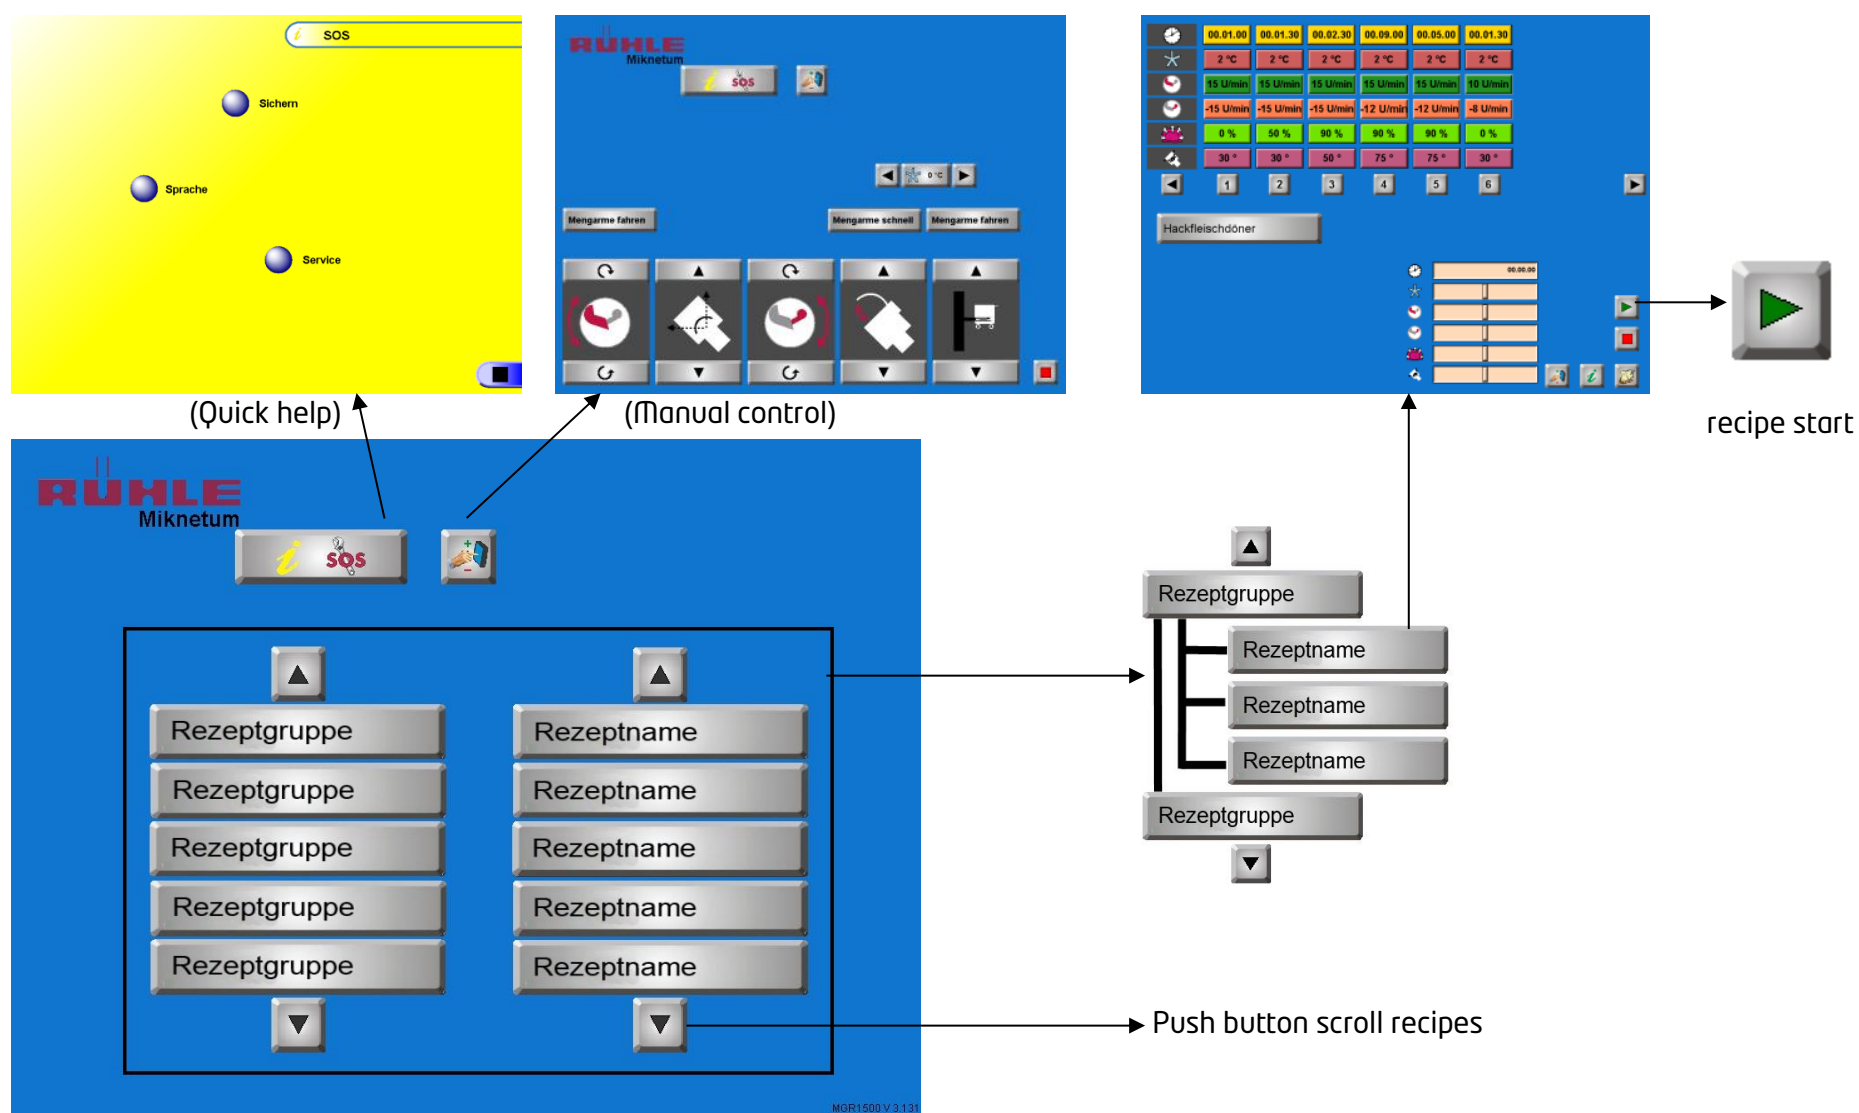 SOS
Sichern
Sprache
Service
(Quick help)
RÜHLE
Miknetum
i SOS
0 °C
Mengarme fahren
Mengarme schnell
Mengarme fahren
(Manual control)
00.01.00 00.01.30 00.02.30 00.09.00 00.05.00 00.01.30
2 °C 2 °C 2 °C 2 °C 2 °C 2 °C
15 U/min 15 U/min 15 U/min 15 U/min 15 U/min 10 U/min
-15 U/min -15 U/min -15 U/min -12 U/min -12 U/min -8 U/min
0 % 50 % 90 % 90 % 90 % 0 %
30 ° 30 ° 50 ° 75 ° 75 ° 30 °
1 2 3 4 5 6
Hackfleischdöner
00.00.00
i
recipe start
RÜHLE
Miknetum
i SOS
Rezeptgruppe
Rezeptgruppe
Rezeptgruppe
Rezeptgruppe
Rezeptgruppe
Rezeptname
Rezeptname
Rezeptname
Rezeptname
Rezeptname
MGR1500 V 3.131
Rezeptgruppe
Rezeptname
Rezeptname
Rezeptname
Rezeptgruppe
Push button scroll recipes